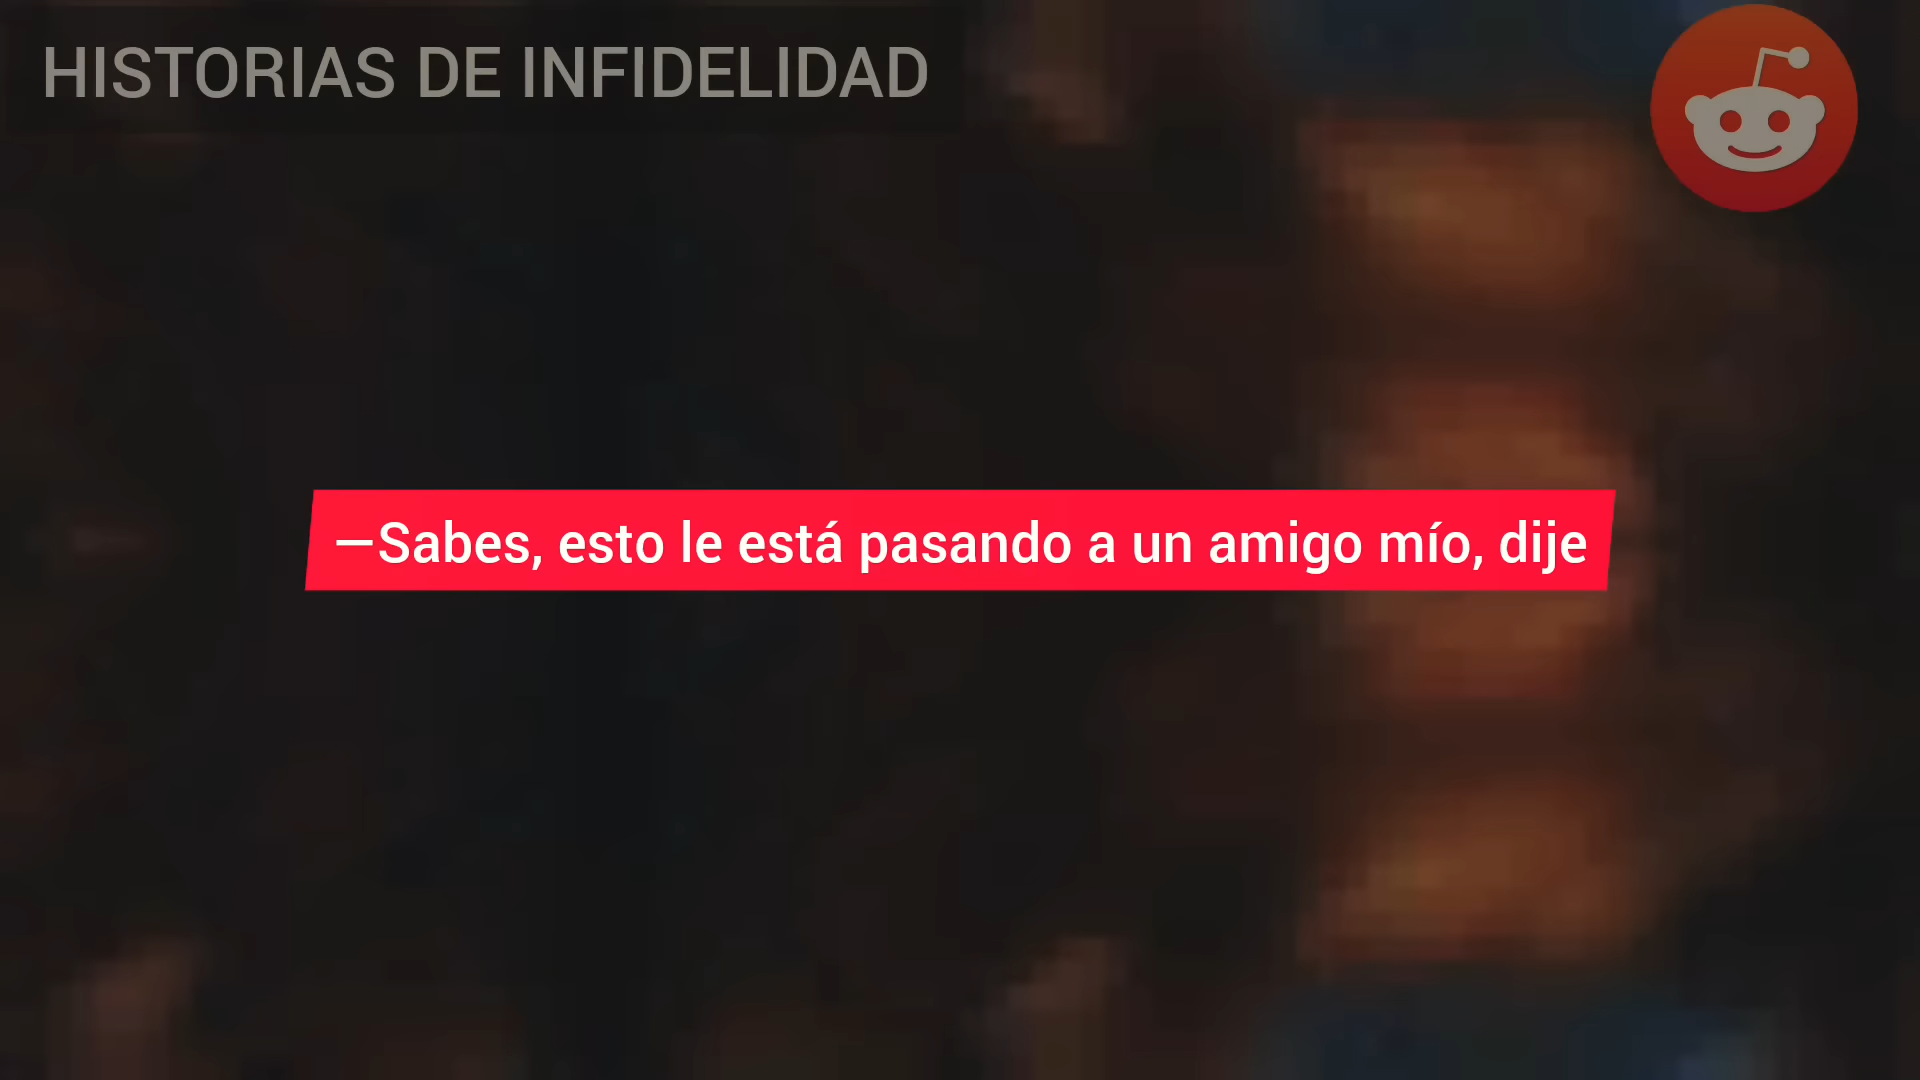 HISTORIAS DE INFIDELIDAD
—Sabes, esto le está pasando a un amigo mío, dije